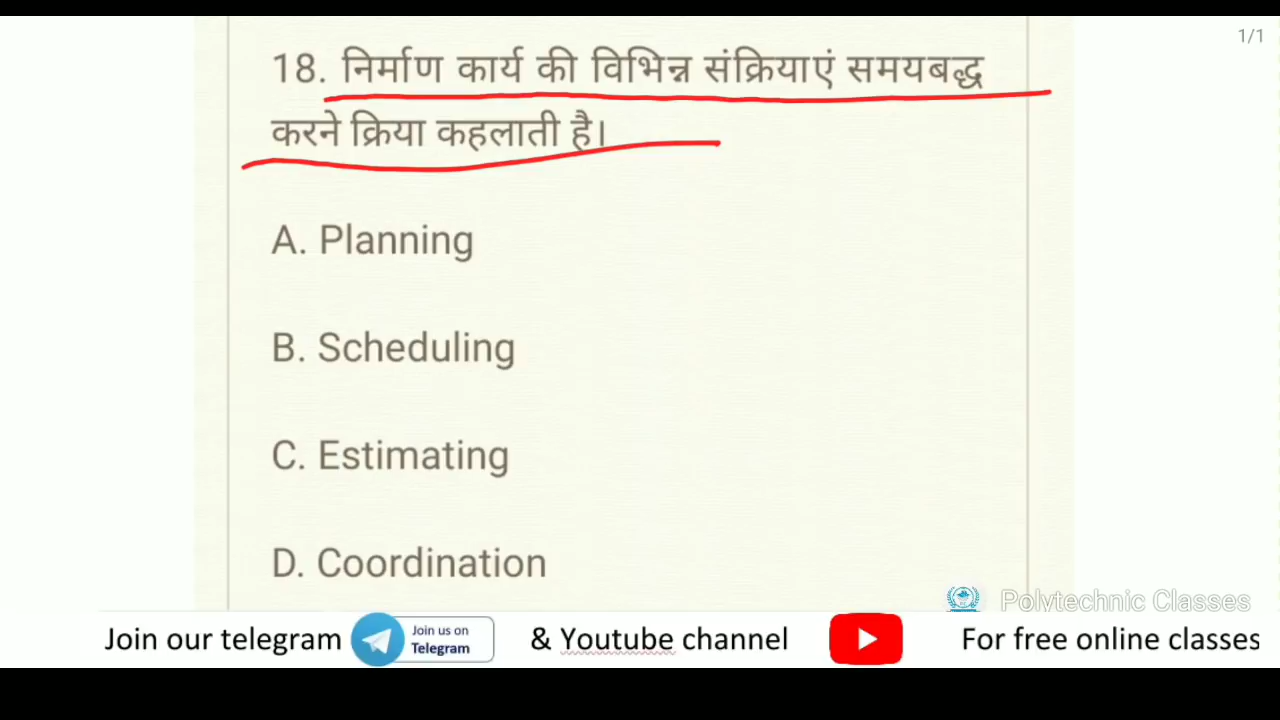 1/1
18. निर्माण कार्य की विभिन्न संक्रियाएं समयबद्ध
करने क्रिया कहलाती है।
A. Planning
B. Scheduling
C. Estimating
D. Coordination
Polytechnic Classes
Join our telegram Join us on Telegram & Youtube channel For free online classes